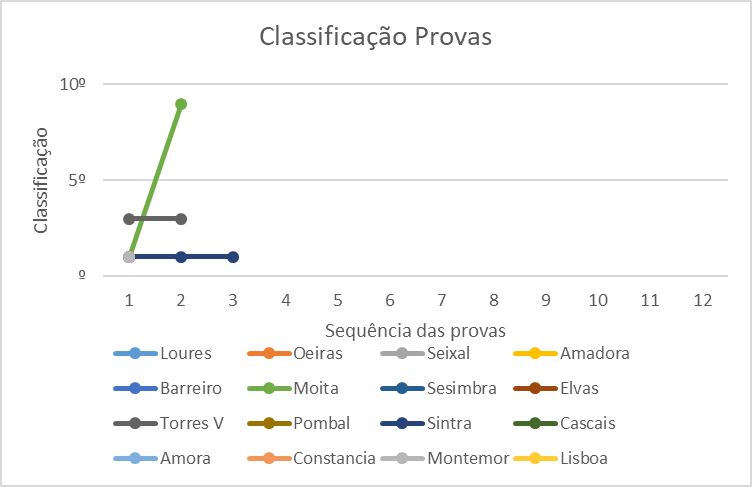 Classificação Provas
10º
5º
º
Classificação
1 2 3 4 5 6 7 8 9 10 11 12
Sequência das provas
Loures Oeiras Seixal Amadora
Barreiro Moita Sesimbra Elvas
Torres V Pombal Sintra Cascais
Amora Constancia Montemor Lisboa